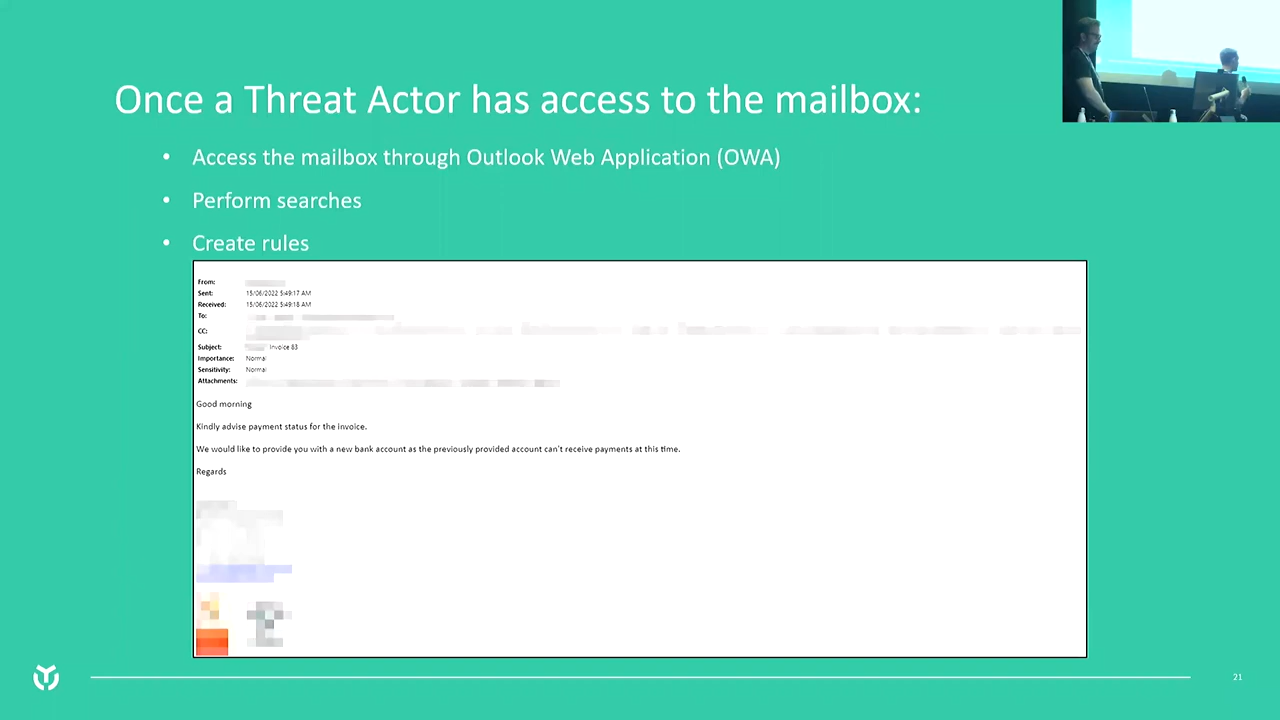 Once a Threat Actor has access to the mailbox:
• Access the mailbox through Outlook Web Application (OWA)
• Perform searches
• Create rules
From:
Sent: 15/06/2022 5:49:17 AM
Received: 15/06/2022 5:49:18 AM
To:
CC:
Subject: Invoice 83
Importance: Normal
Sensitivity: Normal
Attachments:
Good morning
Kindly advise payment status for the invoice.
We would like to provide you with a new bank account as the previously provided account can't receive payments at this time.
Regards
21